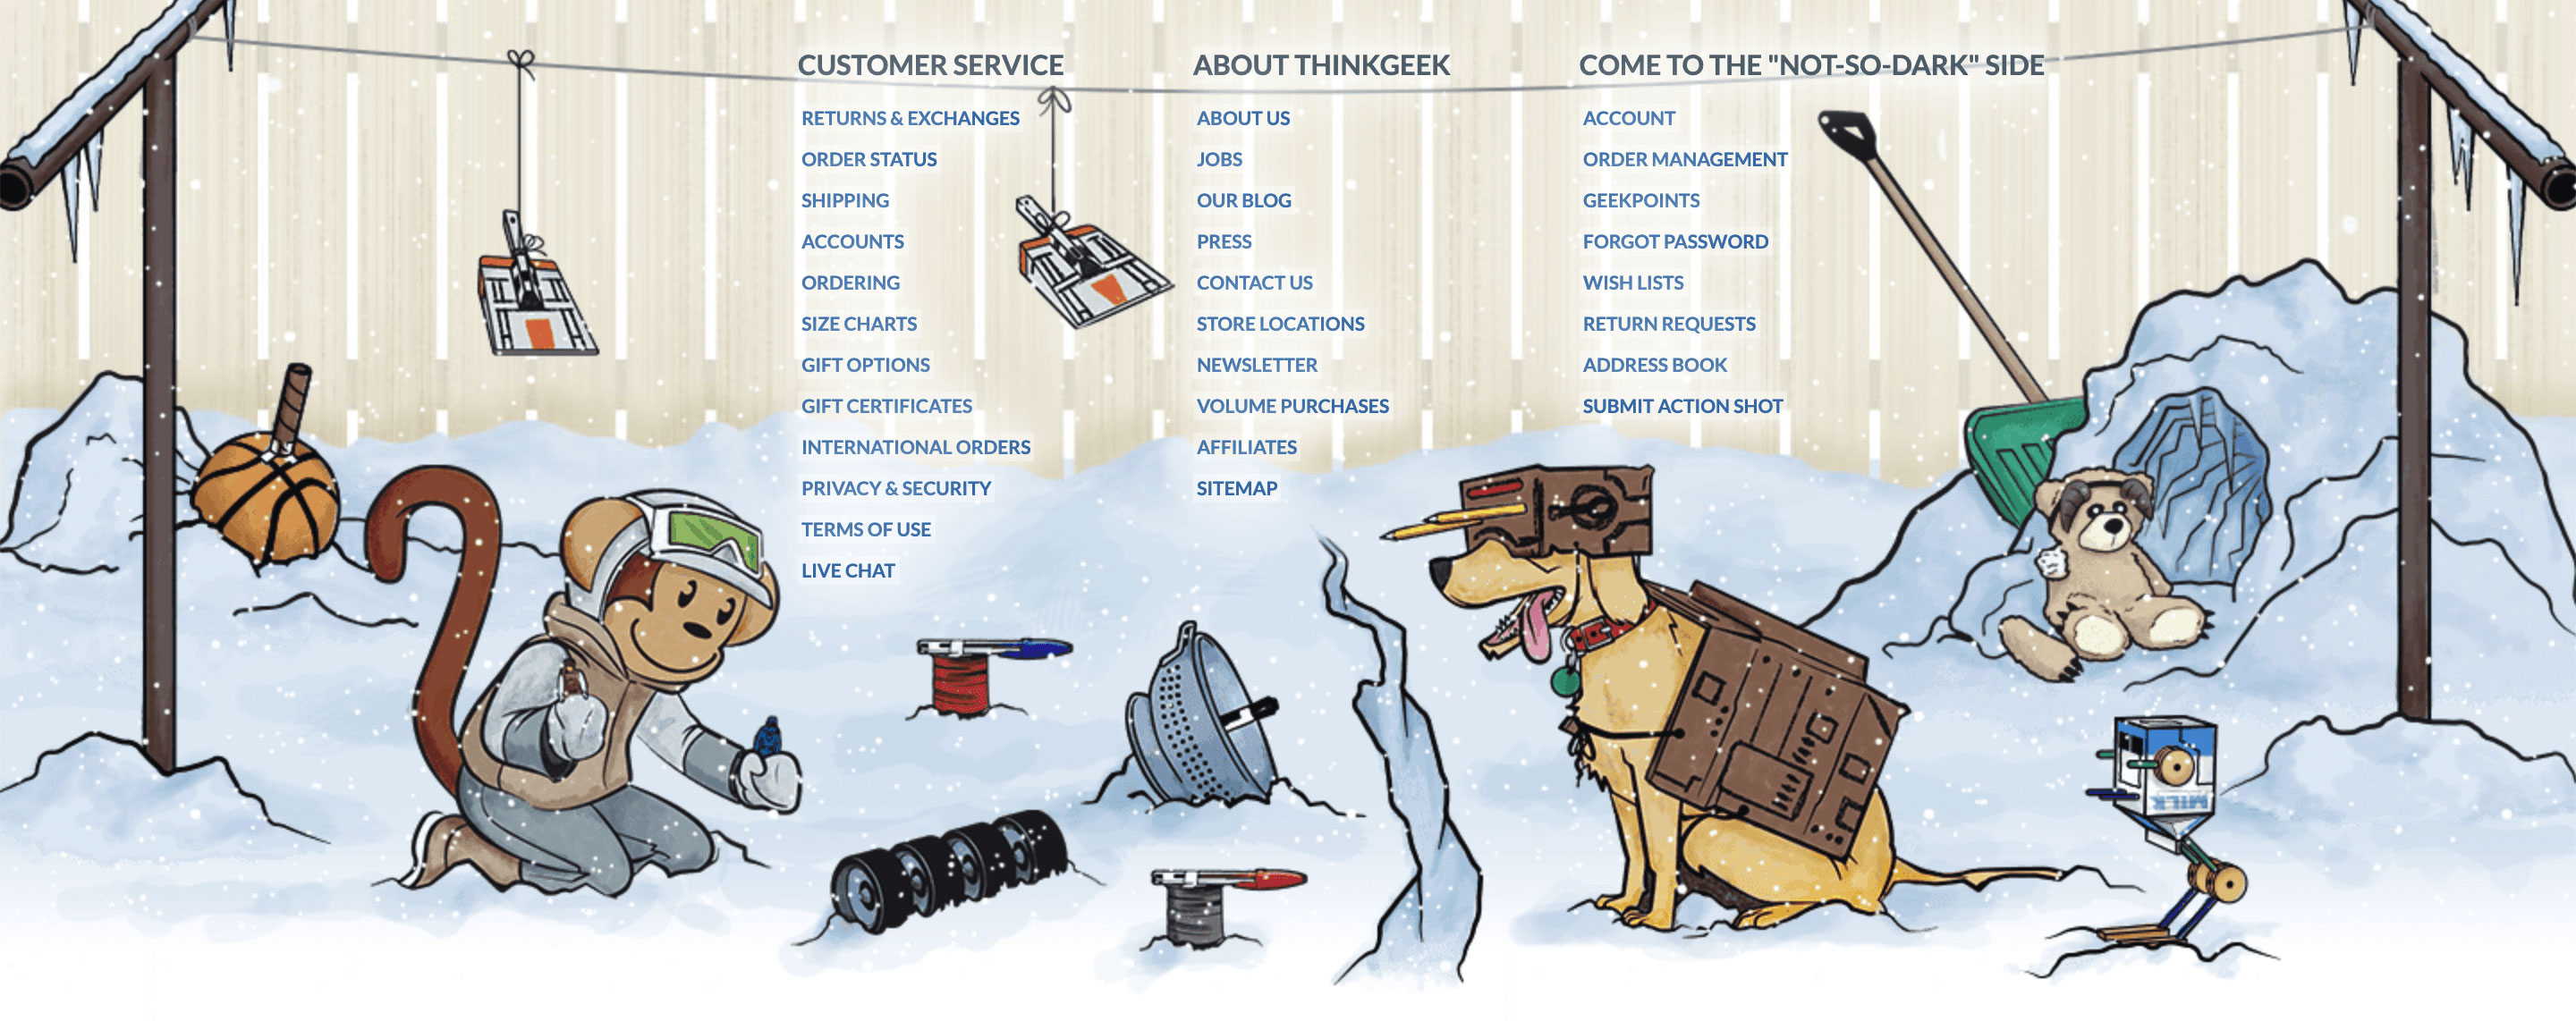 CUSTOMER SERVICE
RETURNS & EXCHANGES
ORDER STATUS
SHIPPING
ACCOUNTS
ORDERING
SIZE CHARTS
GIFT OPTIONS
GIFT CERTIFICATES
INTERNATIONAL ORDERS
PRIVACY & SECURITY
TERMS OF USE
LIVE CHAT
ABOUT THINKGEEK
ABOUT US
JOBS
OUR BLOG
PRESS
CONTACT US
STORE LOCATIONS
NEWSLETTER
VOLUME PURCHASES
AFFILIATES
SITEMAP
COME TO THE "NOT-SO-DARK" SIDE
ACCOUNT
ORDER MANAGEMENT
GEEKPOINTS
FORGOT PASSWORD
WISH LISTS
RETURN REQUESTS
ADDRESS BOOK
SUBMIT ACTION SHOT
MILK